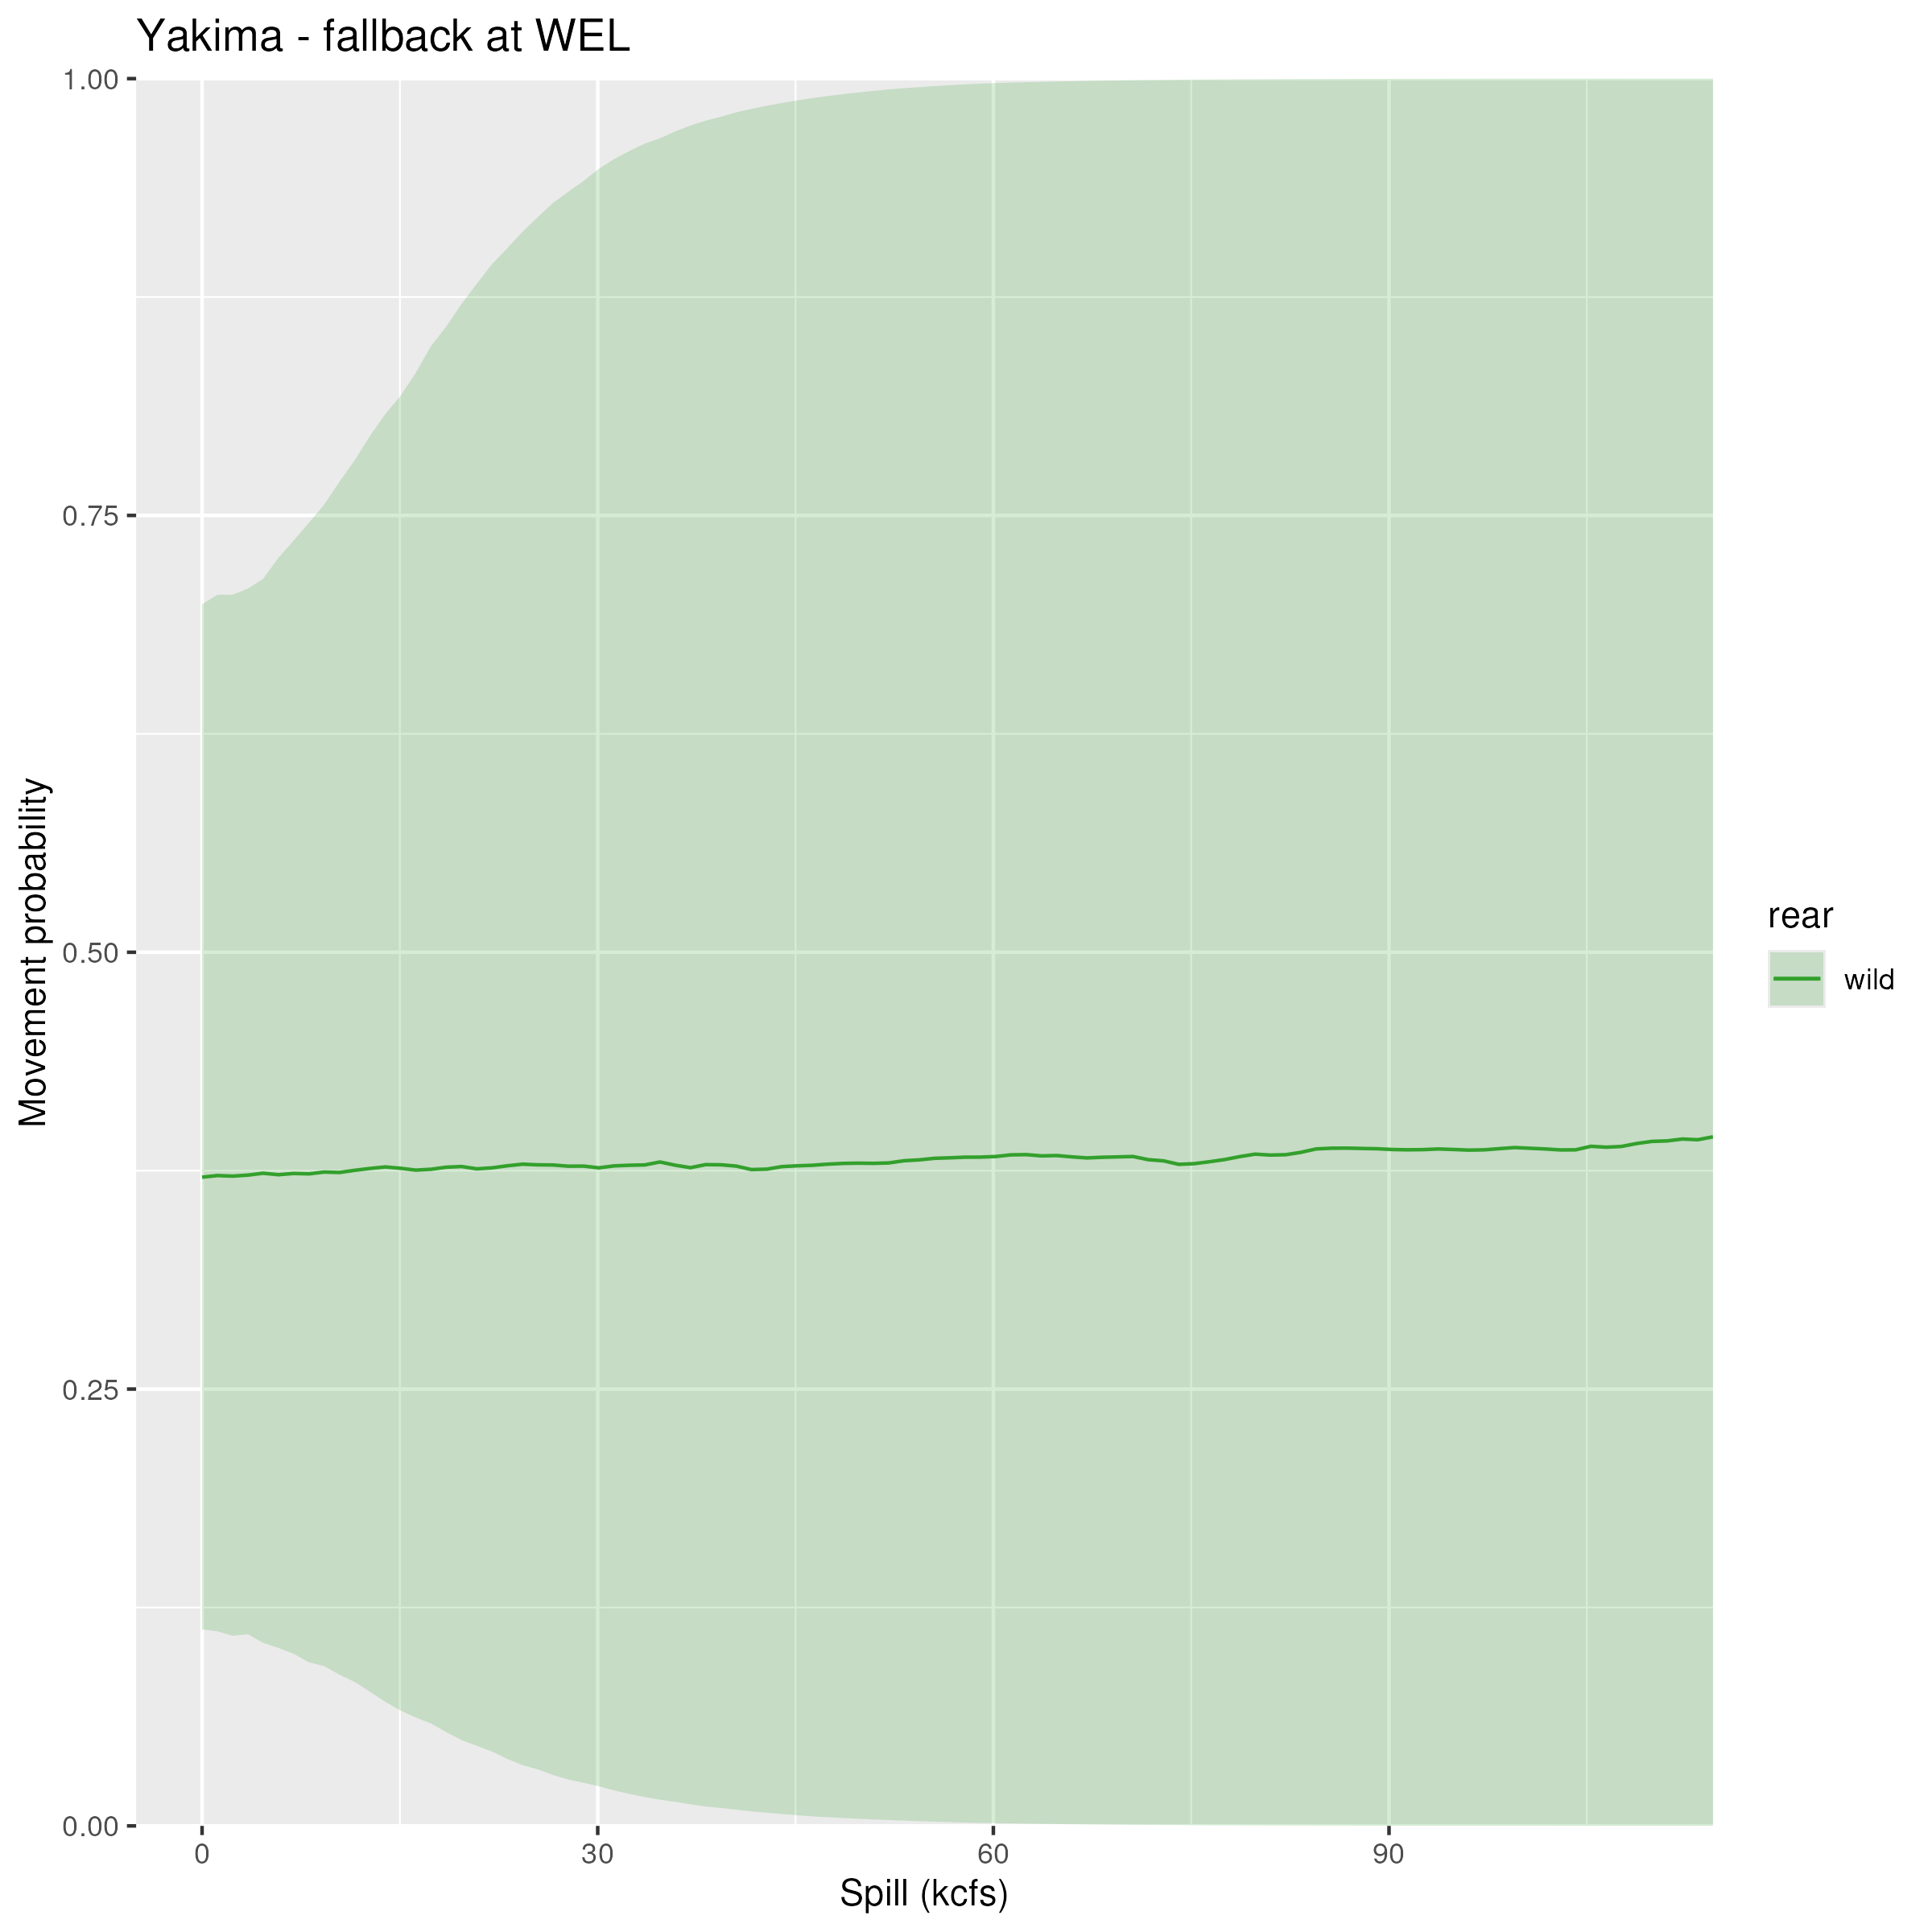 Yakima - fallback at WEL
1.00
0.75
0.50
0.25
0.00
Movement probability
0
30
60
90
Spill (kcfs)
rear
wild